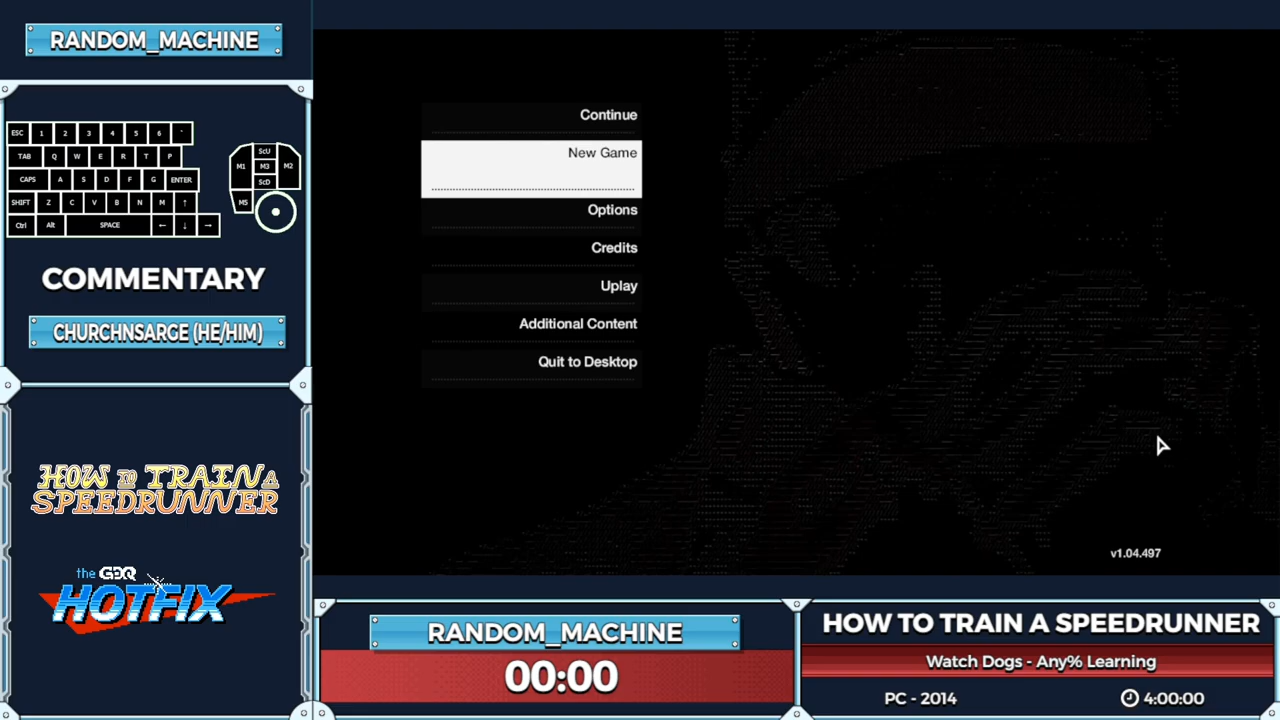 RANDOM_MACHINE
ESC 1 2 3 4 5 6 `
TAB Q W E R T P
CAPS A S D F G ENTER
SHIFT Z X C V B N M ↑
Ctrl Alt SPACE ← ↓ →
ScU
M1 M3 M2
ScD
M5
COMMENTARY
CHURCHNSARGE (HE/HIM)
HOW TO TRAIN A
SPEEDRUNNER
the GDQ
HOTFIX
Continue
New Game
Options
Credits
Uplay
Additional Content
Quit to Desktop
v1.04.497
RANDOM_MACHINE
00:00
HOW TO TRAIN A SPEEDRUNNER
Watch Dogs - Any% Learning
PC - 2014
4:00:00